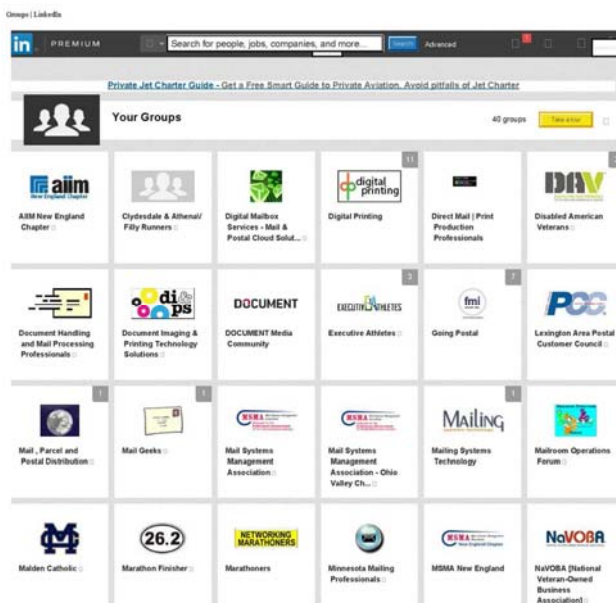 Groups | LinkedIn
in PREMIUM
Search for people, jobs, companies, and more...
Search
Advanced
Private Jet Charter Guide - Get a Free Smart Guide to Private Aviation. Avoid pitfalls of Jet Charter
Your Groups
40 groups
Take a tour
aiim
New England Chapter
11
digital printing
DAV
AIIM New England Chapter
Clydesdale & Athena/ Filly Runners
Digital Mailbox Services - Mail & Postal Cloud Solut...
Digital Printing
Direct Mail | Print Production Professionals
Disabled American Veterans
di& ps
DOCUMENT
3
EXECUTIVE ATHLETES
7
fmi
PCC
Document Handling and Mail Processing Professionals
Document Imaging & Printing Technology Solutions
DOCUMENT Media Community
Executive Athletes
Going Postal
Lexington Area Postal Customer Council
1
1
MSMA
MSMA
1
MAILING
Mail , Parcel and Postal Distribution
Mail Geeks
Mail Systems Management Association
Mail Systems Management Association - Ohio Valley Ch...
Mailing Systems Technology
Mailroom Operations Forum
26.2
NETWORKING MARATHONERS
MSMA
New England Chapter
NaVOBA
Malden Catholic
Marathon Finisher
Marathoners
Minnesota Mailing Professionals
MSMA New England
NaVOBA [National Veteran-Owned Business Association]